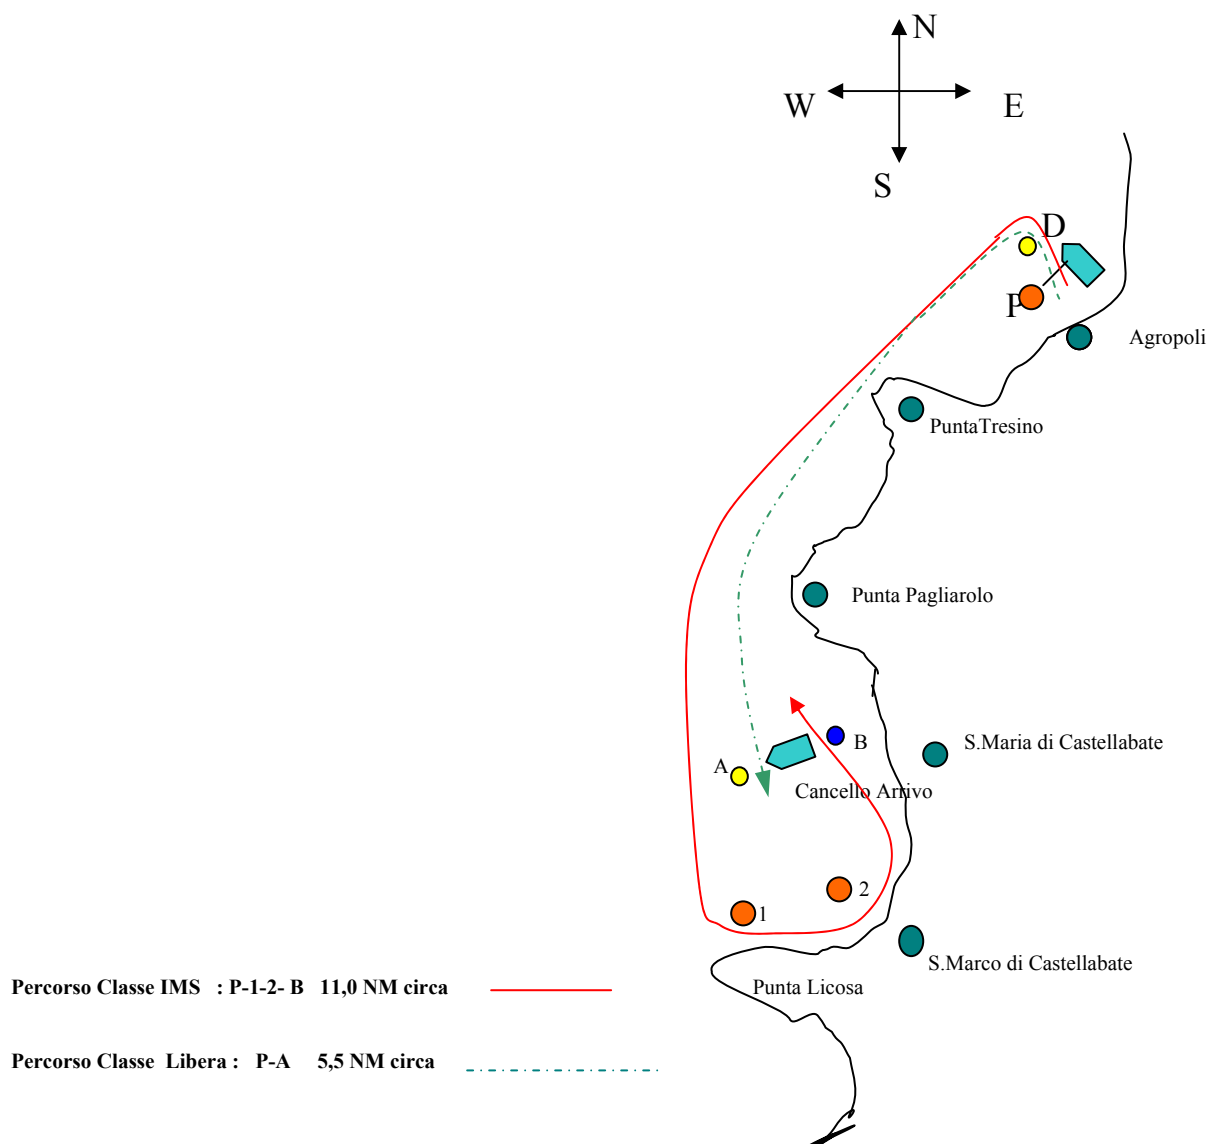 N
W
E
S
D
P
Agropoli
PuntaTresino
Punta Pagliarolo
B
S.Maria di Castellabate
A
Cancello Arrivo
2
1
S.Marco di Castellabate
Percorso Classe IMS : P-1-2- B 11,0 NM circa
Punta Licosa
Percorso Classe Libera : P-A 5,5 NM circa